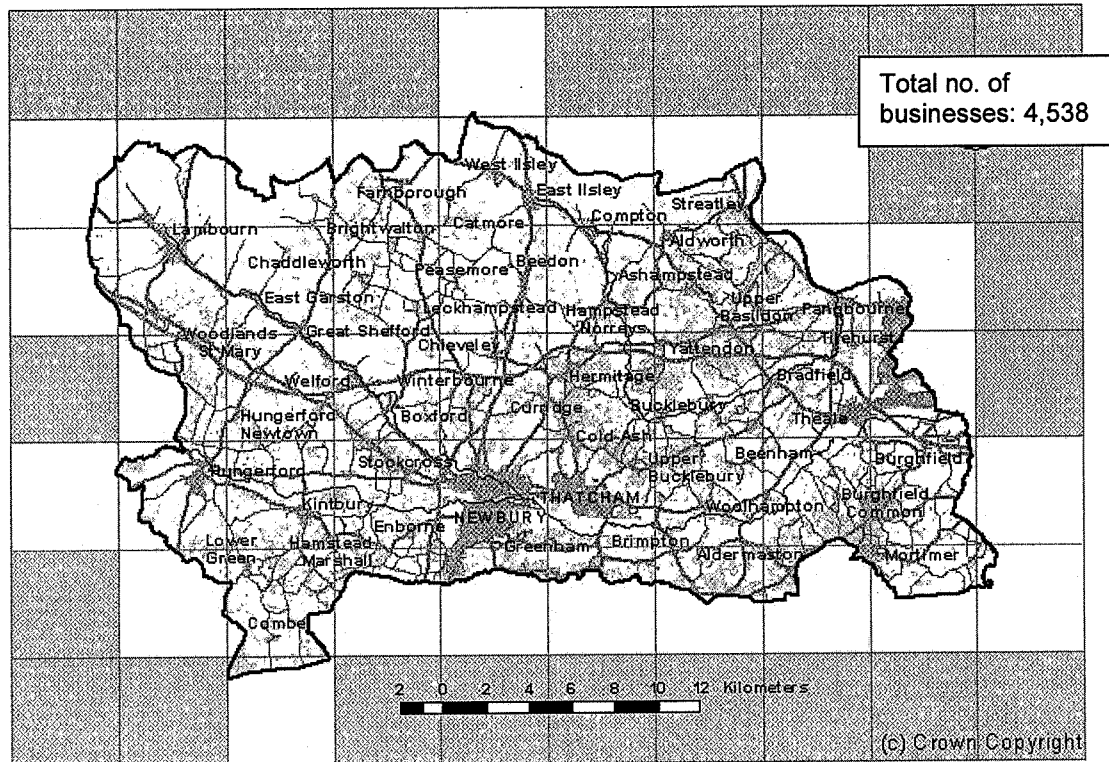 Total no. of
businesses: 4,538
West Ilsley
East Ilsley
Farnborough
Compton
Streatley
Lambourn
Brightwalton
Catmore
Aldworth
Chaddleworth
Peasemore
Beedon
Ashampstead
East Garston
Leckhampstead
Hampstead
Norreys
Upper
Basildon
Pangbourne
Woodlands
St Mary
Great Shefford
Chieveley
Yattendon
Tilehurst
Welford
Winterbourne
Hermitage
Bradfield
Hungerford
Newtown
Boxford
Curridge
Bucklebury
Theale
Cold Ash
Hungerford
Stockcross
Upper
Bucklebury
Beenham
Burghfield
Kintbury
THATCHAM
Woolhampton
Burghfield
Common
Enborne
NEWBURY
Lower
Green
Hamstead
Marshall
Greenham
Brimpton
Aldermaston
Mortimer
Combe
2 0 2 4 6 8 10 12 Kilometers
(c) Crown Copyright